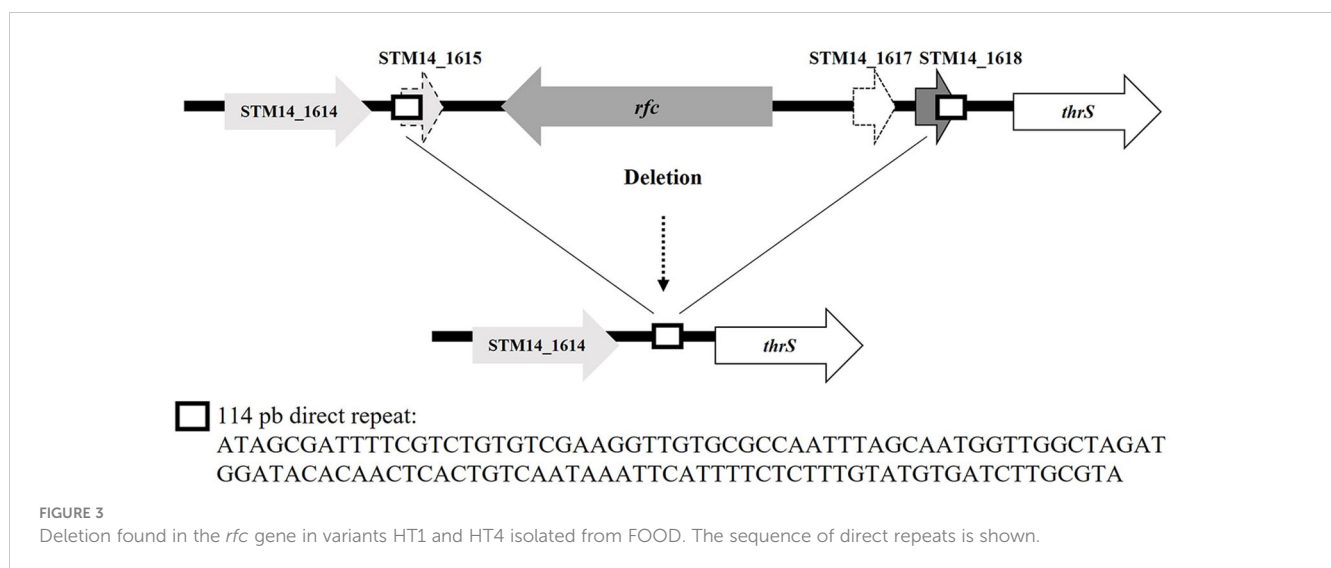 STM14_1615
STM14_1617 STM14_1618
STM14_1614
rfc
thrS
Deletion
STM14_1614
thrS
114 pb direct repeat:
ATAGCGATTTTCGTCTGTGTCGAAGGTTGTGCGCCAATTTAGCAATGGTTGGCTAGAT
GGATACACAACTCACTGTCAATAAATTCATTTTCTCTTTGTATGTGATCTTGCGTA
FIGURE 3
Deletion found in the rfc gene in variants HT1 and HT4 isolated from FOOD. The sequence of direct repeats is shown.